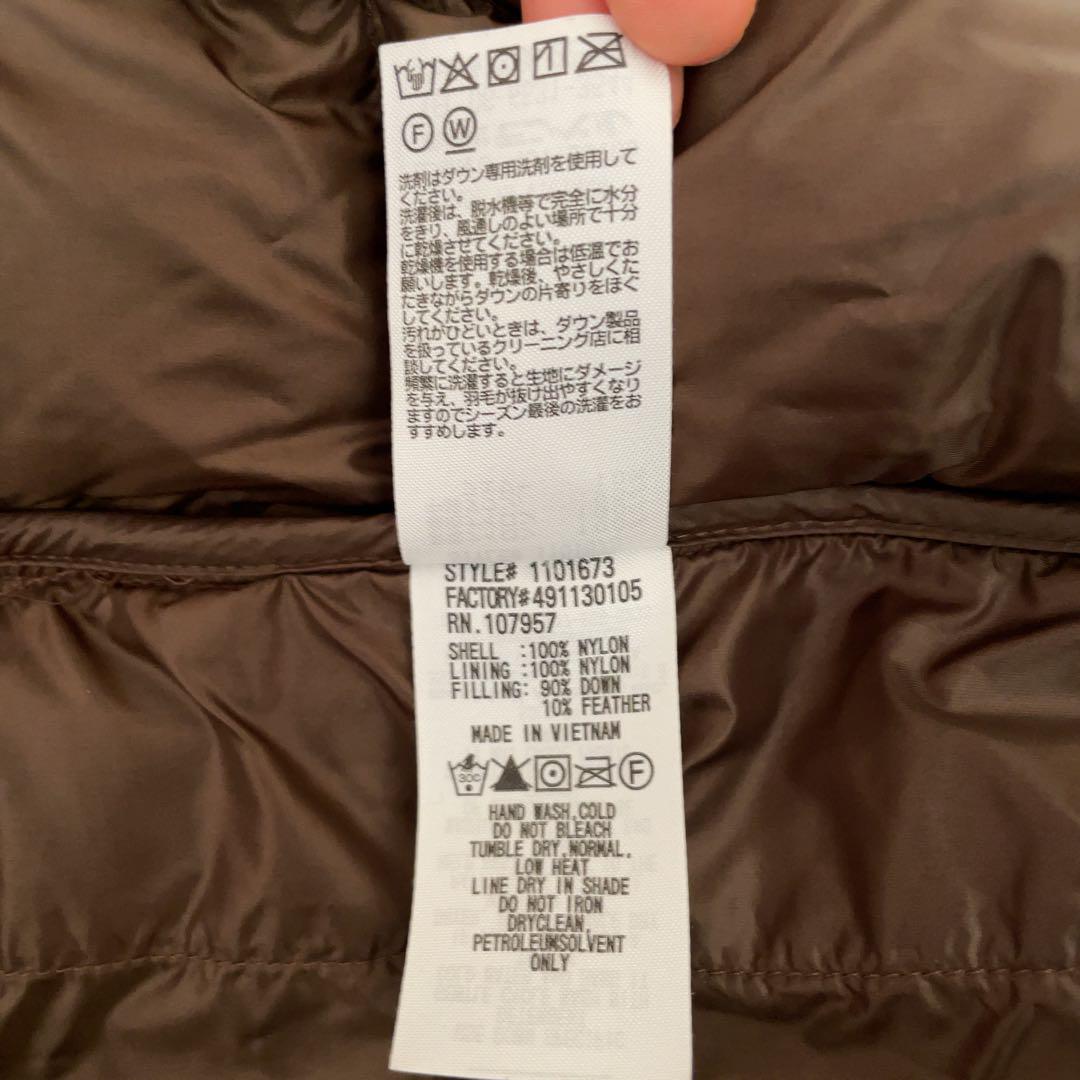 F W
洗剤はダウン専用洗剤を使用して
ください。
洗濯後は、脱水機等で完全に水分
をきり、風通しのよい場所で十分
に乾燥させてください。
乾燥機を使用する場合は低温でお
願いします。乾燥後、やさしくた
たきながらダウンの片寄りをほぐ
してください。
汚れがひどいときは、ダウン製品
を扱っているクリーニング店に相
談してください。
頻繁に洗濯すると生地にダメージ
を与え、羽毛が抜け出やすくなり
ますのでシーズン最後の洗濯をお
すすめします。
STYLE# 1101673
FACTORY#491130105
RN.107957
SHELL :100% NYLON
LINING :100% NYLON
FILLING: 90% DOWN
10% FEATHER
MADE IN VIETNAM
30C F
HAND WASH,COLD
DO NOT BLEACH
TUMBLE DRY,NORMAL,
LOW HEAT
LINE DRY IN SHADE
DO NOT IRON
DRYCLEAN,
PETROLEUMSOLVENT
ONLY